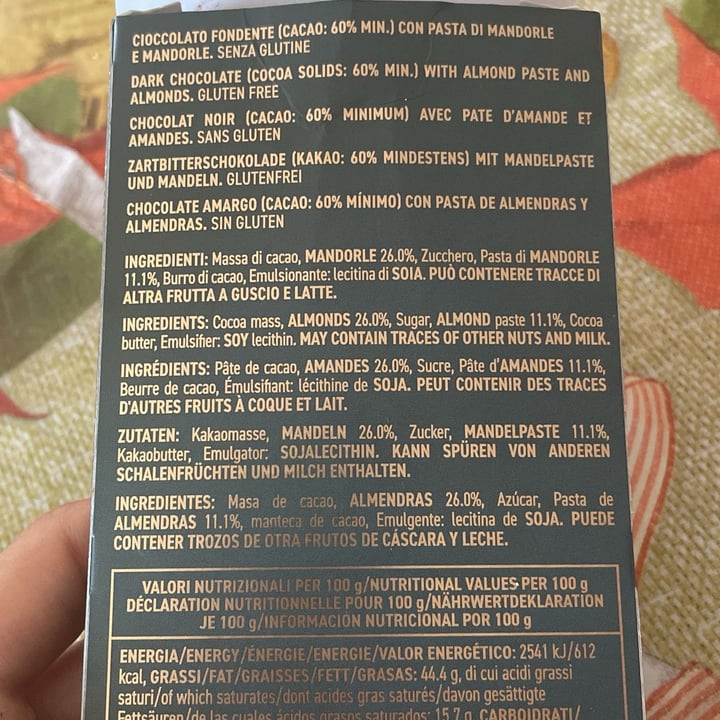 CIOCCOLATO FONDENTE (CACAO: 60% MIN.) CON PASTA DI MANDORLE
E MANDORLE. SENZA GLUTINE
DARK CHOCOLATE (COCOA SOLIDS: 60% MIN.) WITH ALMOND PASTE AND
ALMONDS. GLUTEN FREE
CHOCOLAT NOIR (CACAO: 60% MINIMUM) AVEC PATE D'AMANDE ET
AMANDES. SANS GLUTEN
ZARTBITTERSCHOKOLADE (KAKAO: 60% MINDESTENS) MIT MANDELPASTE
UND MANDELN. GLUTENFREI
CHOCOLATE AMARGO (CACAO: 60% MÍNIMO) CON PASTA DE ALMENDRAS Y
ALMENDRAS. SIN GLUTEN
INGREDIENTI: Massa di cacao, MANDORLE 26.0%, Zucchero, Pasta di MANDORLE
11.1%, Burro di cacao, Emulsionante: lecitina di SOIA. PUÒ CONTENERE TRACCE DI
ALTRA FRUTTA A GUSCIO E LATTE.
INGREDIENTS: Cocoa mass, ALMONDS 26.0%, Sugar, ALMOND paste 11.1%, Cocoa
butter, Emulsifier: SOY lecithin. MAY CONTAIN TRACES OF OTHER NUTS AND MILK.
INGRÉDIENTS: Pâte de cacao, AMANDES 26.0%, Sucre, Pâte d'AMANDES 11.1%,
Beurre de cacao, Émulsifiant: lécithine de SOJA. PEUT CONTENIR DES TRACES
D'AUTRES FRUITS À COQUE ET LAIT.
ZUTATEN: Kakaomasse, MANDELN 26.0%, Zucker, MANDELPASTE 11.1%,
Kakaobutter, Emulgator: SOJALECITHIN. KANN SPÜREN VON ANDEREN
SCHALENFRÜCHTEN UND MILCH ENTHALTEN.
INGREDIENTES: Masa de cacao, ALMENDRAS 26.0%, Azúcar, Pasta de
ALMENDRAS 11.1%, manteca de cacao, Emulgente: lecitina de SOJA. PUEDE
CONTENER TROZOS DE OTRA FRUTOS DE CÁSCARA Y LECHE.
VALORI NUTRIZIONALI PER 100 g/NUTRITIONAL VALUES PER 100 g
DÉCLARATION NUTRITIONNELLE POUR 100 g/NÄHRWERTDEKLARATION
JE 100 g/INFORMACIÓN NUTRICIONAL POR 100 g
ENERGIA/ENERGY/ÉNERGIE/ENERGIE/VALOR ENERGÉTICO: 2541 kJ/612
kcal, GRASSI/FAT/GRAISSES/FETT/GRASAS: 44.4 g, di cui acidi grassi
saturi/of which saturates/dont acides gras saturés/davon gesättigte
Fettsäuren/de las cuales ácidos grasos saturados: 15.7 g, CARBOIDRATI/